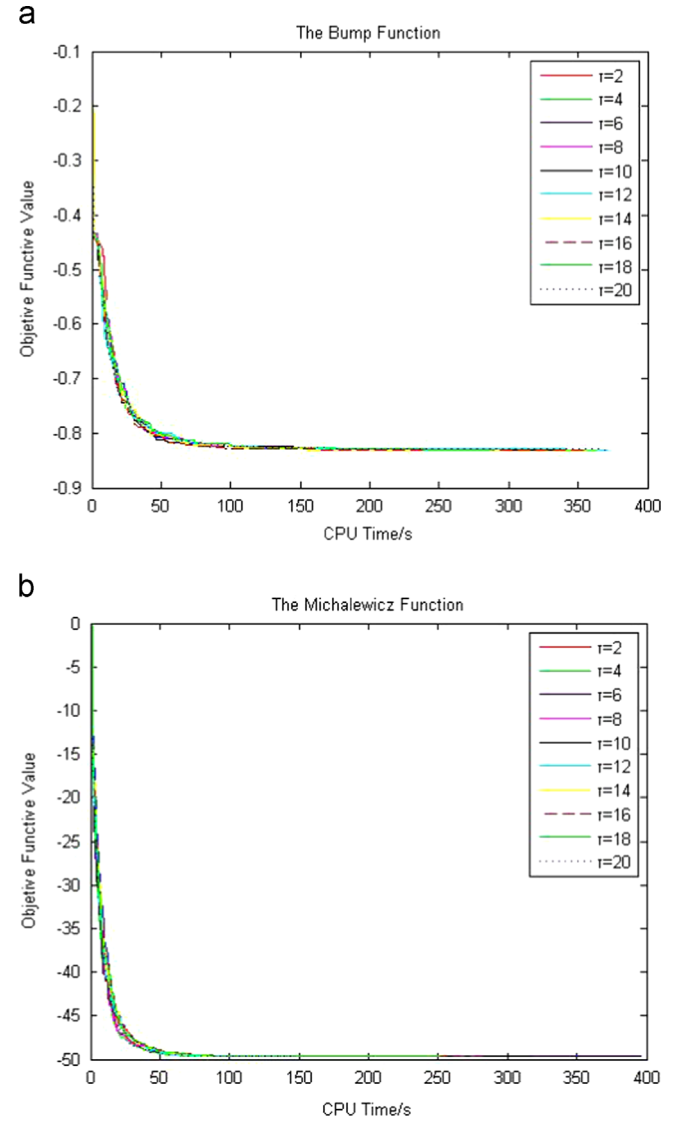 a
The Bump Function
-0.1
-0.2
-0.3
-0.4
-0.5
-0.6
-0.7
-0.8
-0.9
Objetive Functive Value
0 50 100 150 200 250 300 350 400
CPU Time/s
τ=2
τ=4
τ=6
τ=8
τ=10
τ=12
τ=14
τ=16
τ=18
τ=20
b
The Michalewicz Function
0
-5
-10
-15
-20
-25
-30
-35
-40
-45
-50
Objetive Functive Value
0 50 100 150 200 250 300 350 400
CPU Time/s
τ=2
τ=4
τ=6
τ=8
τ=10
τ=12
τ=14
τ=16
τ=18
τ=20